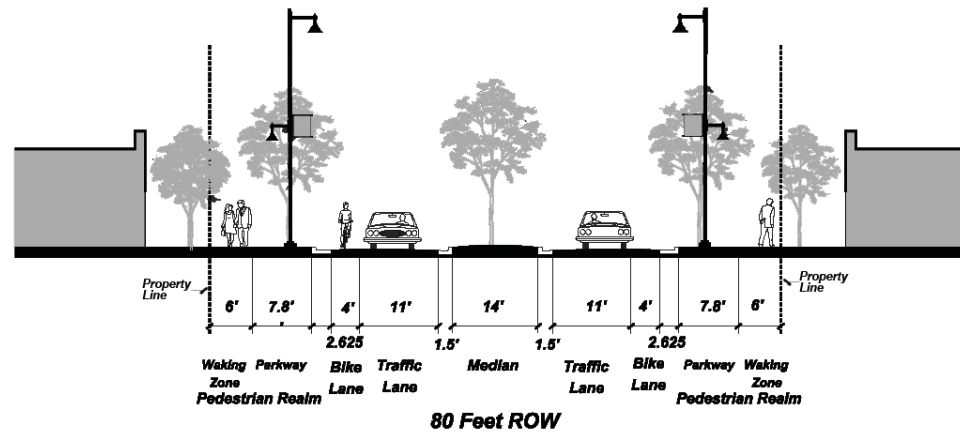 Property
Line
Property
Line
6' 7.8' 4' 11' 14' 11' 4' 7.8' 6'
'
2.625 1.5' 1.5' 2.625
Waking
Zone
Parkway
Bike
Lane
Traffic
Lane
Median
Traffic
Lane
Bike
Lane
Parkway
Waking
Zone
Pedestrian Realm
Pedestrian Realm
80 Feet ROW